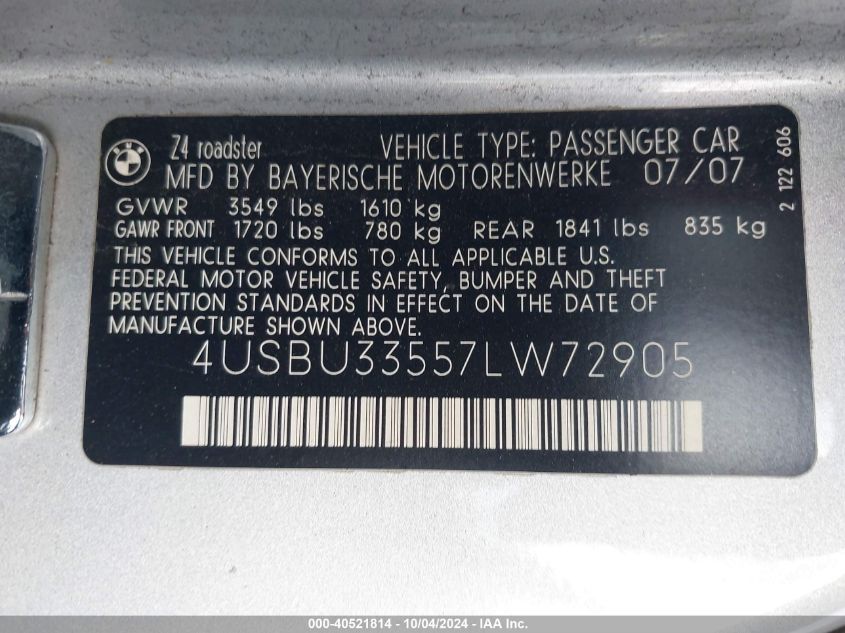 BMW
Z4 roadster VEHICLE TYPE: PASSENGER CAR
MFD BY BAYERISCHE MOTORENWERKE 07/07
GVWR 3549 lbs 1610 kg
GAWR FRONT 1720 lbs 780 kg REAR 1841 lbs 835 kg
THIS VEHICLE CONFORMS TO ALL APPLICABLE U.S.
FEDERAL MOTOR VEHICLE SAFETY, BUMPER AND THEFT
PREVENTION STANDARDS IN EFFECT ON THE DATE OF
MANUFACTURE SHOWN ABOVE.
4USBU33557LW72905
2 122 606
000-40521814 - 10/04/2024 - IAA Inc.